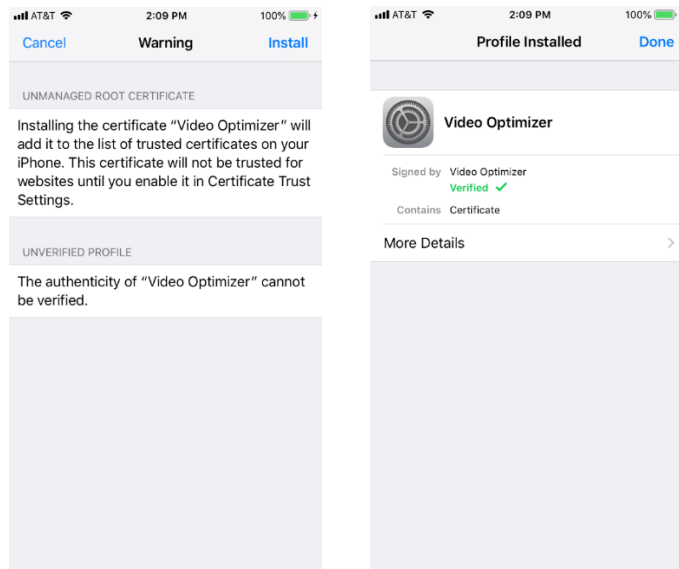 AT&T 2:09 PM 100%
Cancel Warning Install
UNMANAGED ROOT CERTIFICATE
Installing the certificate “Video Optimizer” will
add it to the list of trusted certificates on your
iPhone. This certificate will not be trusted for
websites until you enable it in Certificate Trust
Settings.
UNVERIFIED PROFILE
The authenticity of “Video Optimizer” cannot
be verified.
AT&T 2:09 PM 100%
Profile Installed Done
Video Optimizer
Signed by Video Optimizer
Verified
Contains Certificate
More Details